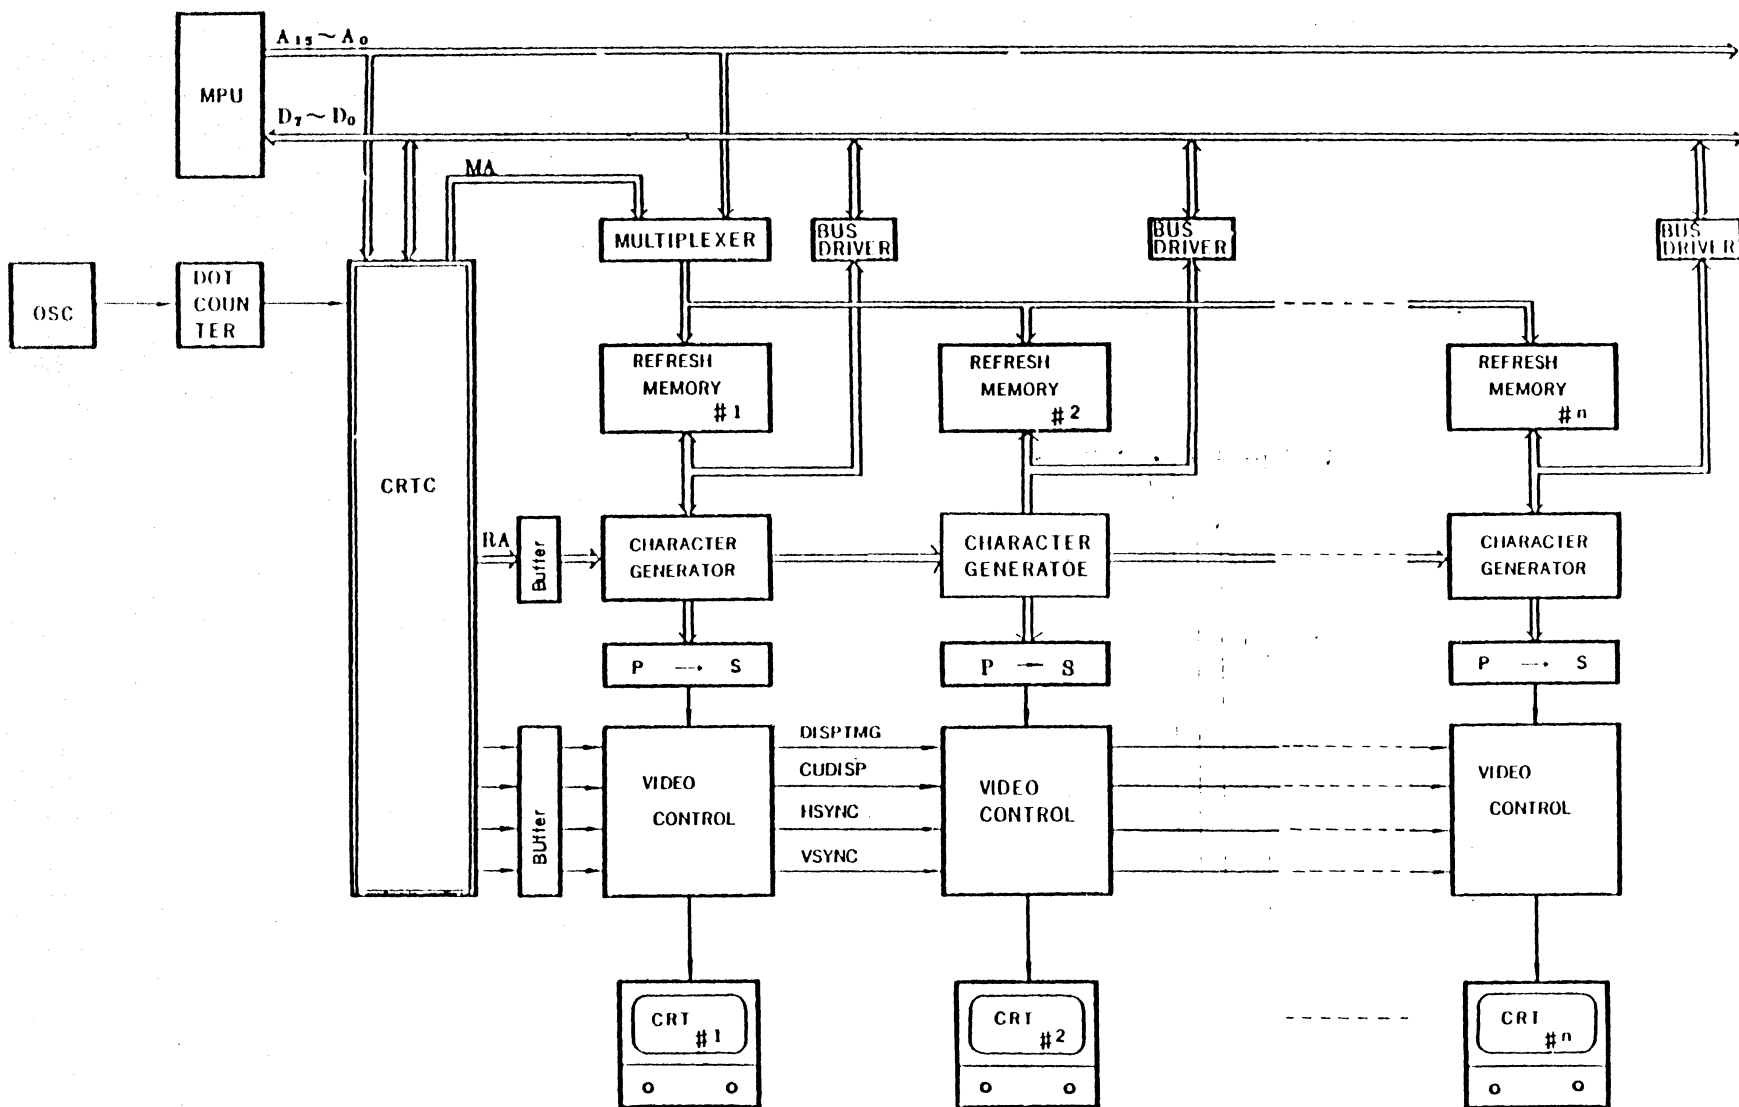 A15~A0
MPU
D7~D0
MA
MULTIPLEXER
BUS
DRIVER
BUS
DRIVER
BUS
DRIVER
OSC
DOT
COUN
TER
REFRESH
MEMORY
#1
REFRESH
MEMORY
#2
REFRESH
MEMORY
#n
CRTC
RA
Buffer
CHARACTER
GENERATOR
CHARACTER
GENERATOE
CHARACTER
GENERATOR
P → S
P – S
P → S
BUffer
VIDEO
CONTROL
DISPTMG
CUDISP
HSYNC
VSYNC
VIDEO
CONTROL
VIDEO
CONTROL
CRT
#1
CRT
#2
CRT
#n